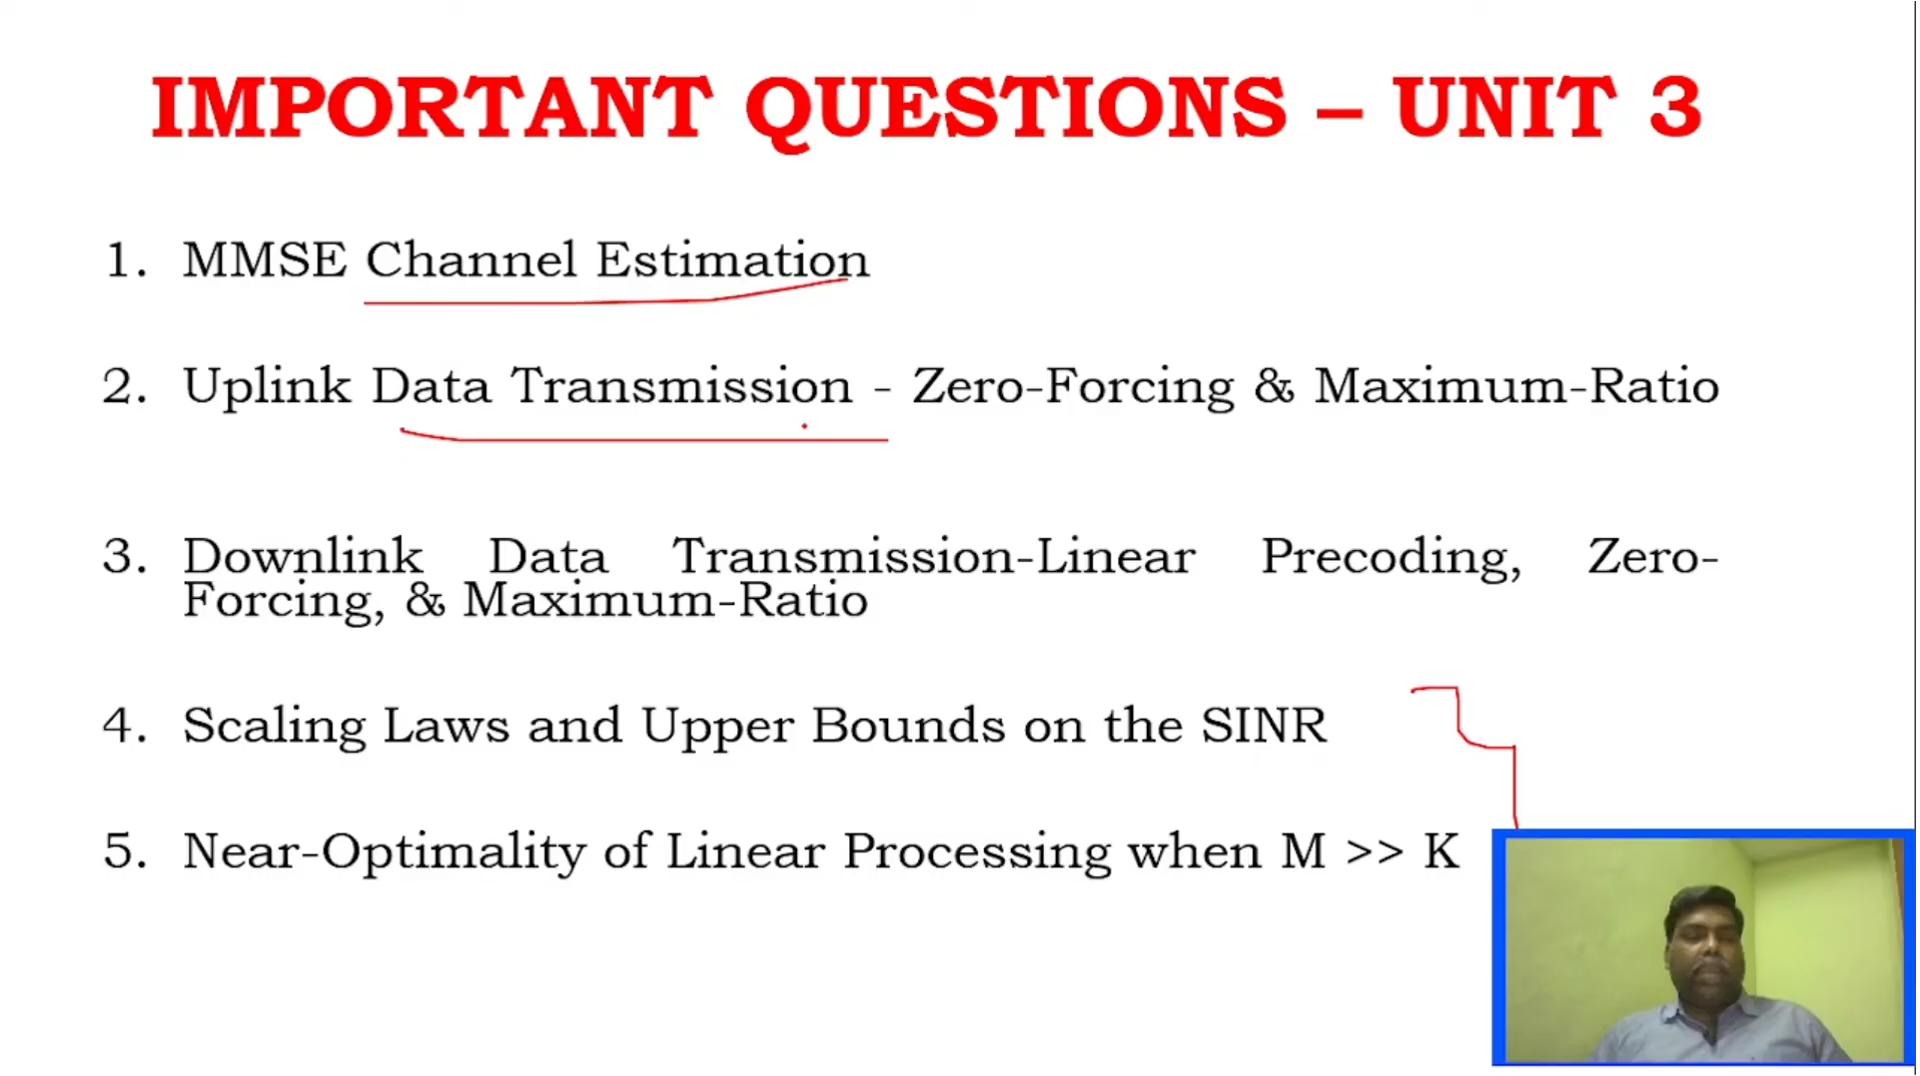 IMPORTANT QUESTIONS – UNIT 3
1. MMSE Channel Estimation
2. Uplink Data Transmission - Zero-Forcing & Maximum-Ratio
3. Downlink Data Transmission-Linear Precoding, Zero-
Forcing, & Maximum-Ratio
4. Scaling Laws and Upper Bounds on the SINR
5. Near-Optimality of Linear Processing when M >> K